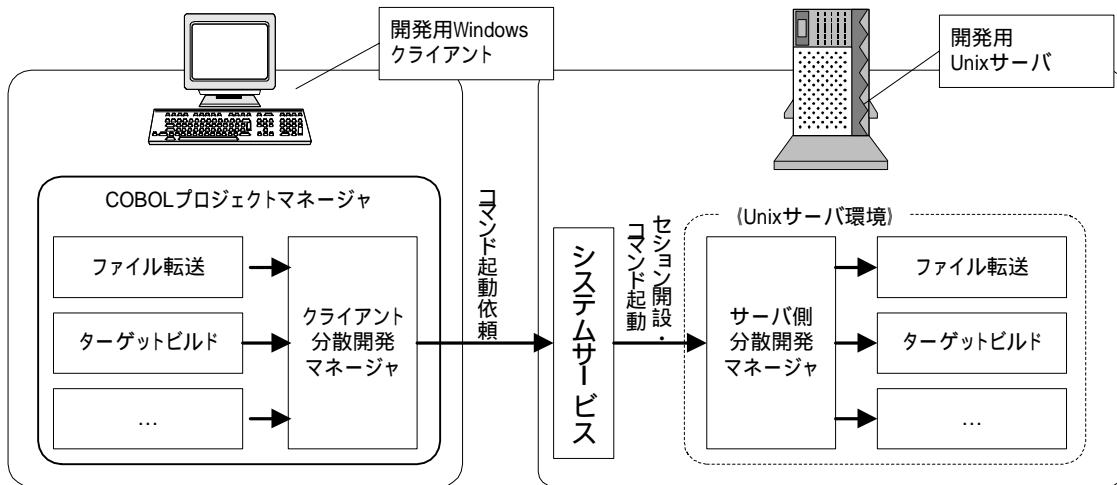 開発用Windows
クライアント
開発用
Unixサーバ
COBOLプロジェクトマネージャ
ファイル転送
ターゲットビルド
…
クライアント
分散開発
マネージャ
コマンド起動依頼
システムサービス
セション開設・
コマンド起動
(Unixサーバ環境)
サーバ側
分散開発
マネージャ
ファイル転送
ターゲットビルド
…